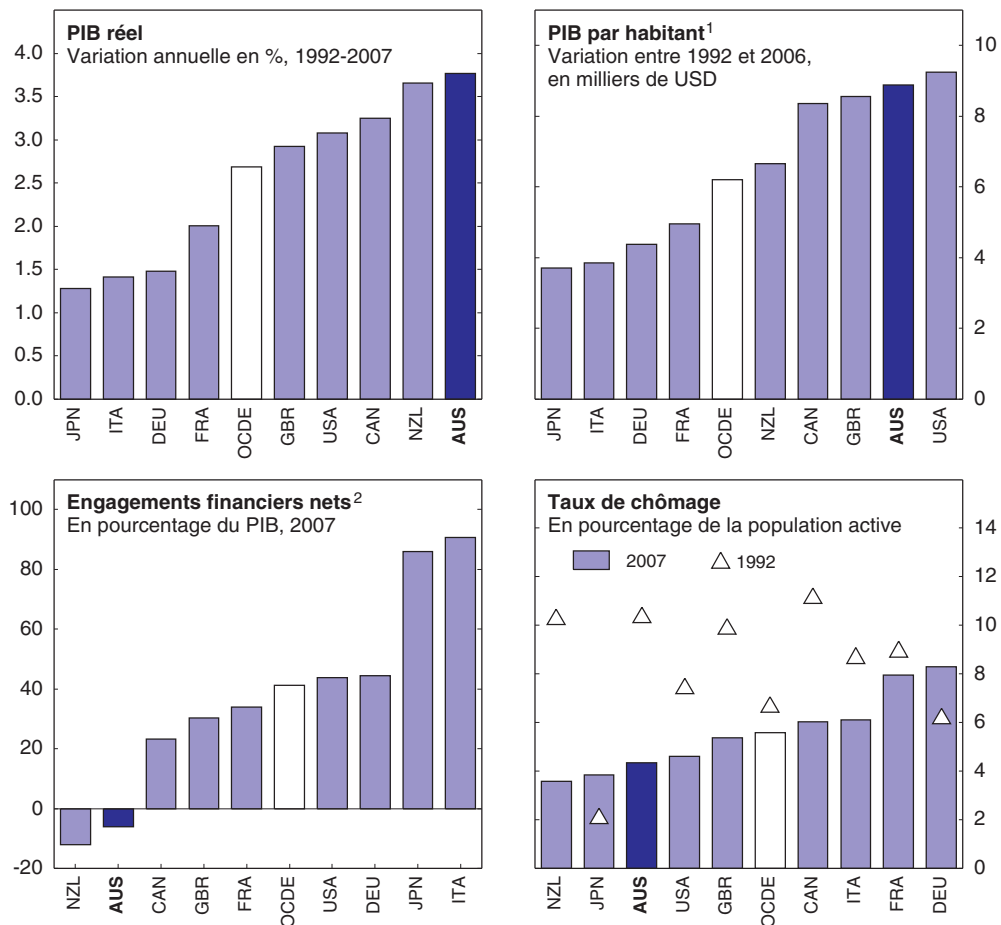 PIB réel
Variation annuelle en %, 1992-2007
4.0
3.5
3.0
2.5
2.0
1.5
1.0
0.5
0.0
JPN ITA DEU FRA OCDE GBR USA CAN NZL AUS
PIB par habitant¹
Variation entre 1992 et 2006,
en milliers de USD
10
8
6
4
2
0
JPN ITA DEU FRA OCDE NZL CAN GBR AUS USA
Engagements financiers nets²
En pourcentage du PIB, 2007
100
80
60
40
20
0
-20
NZL AUS CAN GBR FRA OCDE USA DEU JPN ITA
Taux de chômage
En pourcentage de la population active
2007 1992
14
12
10
8
6
4
2
0
NZL JPN AUS USA GBR OCDE CAN ITA FRA DEU